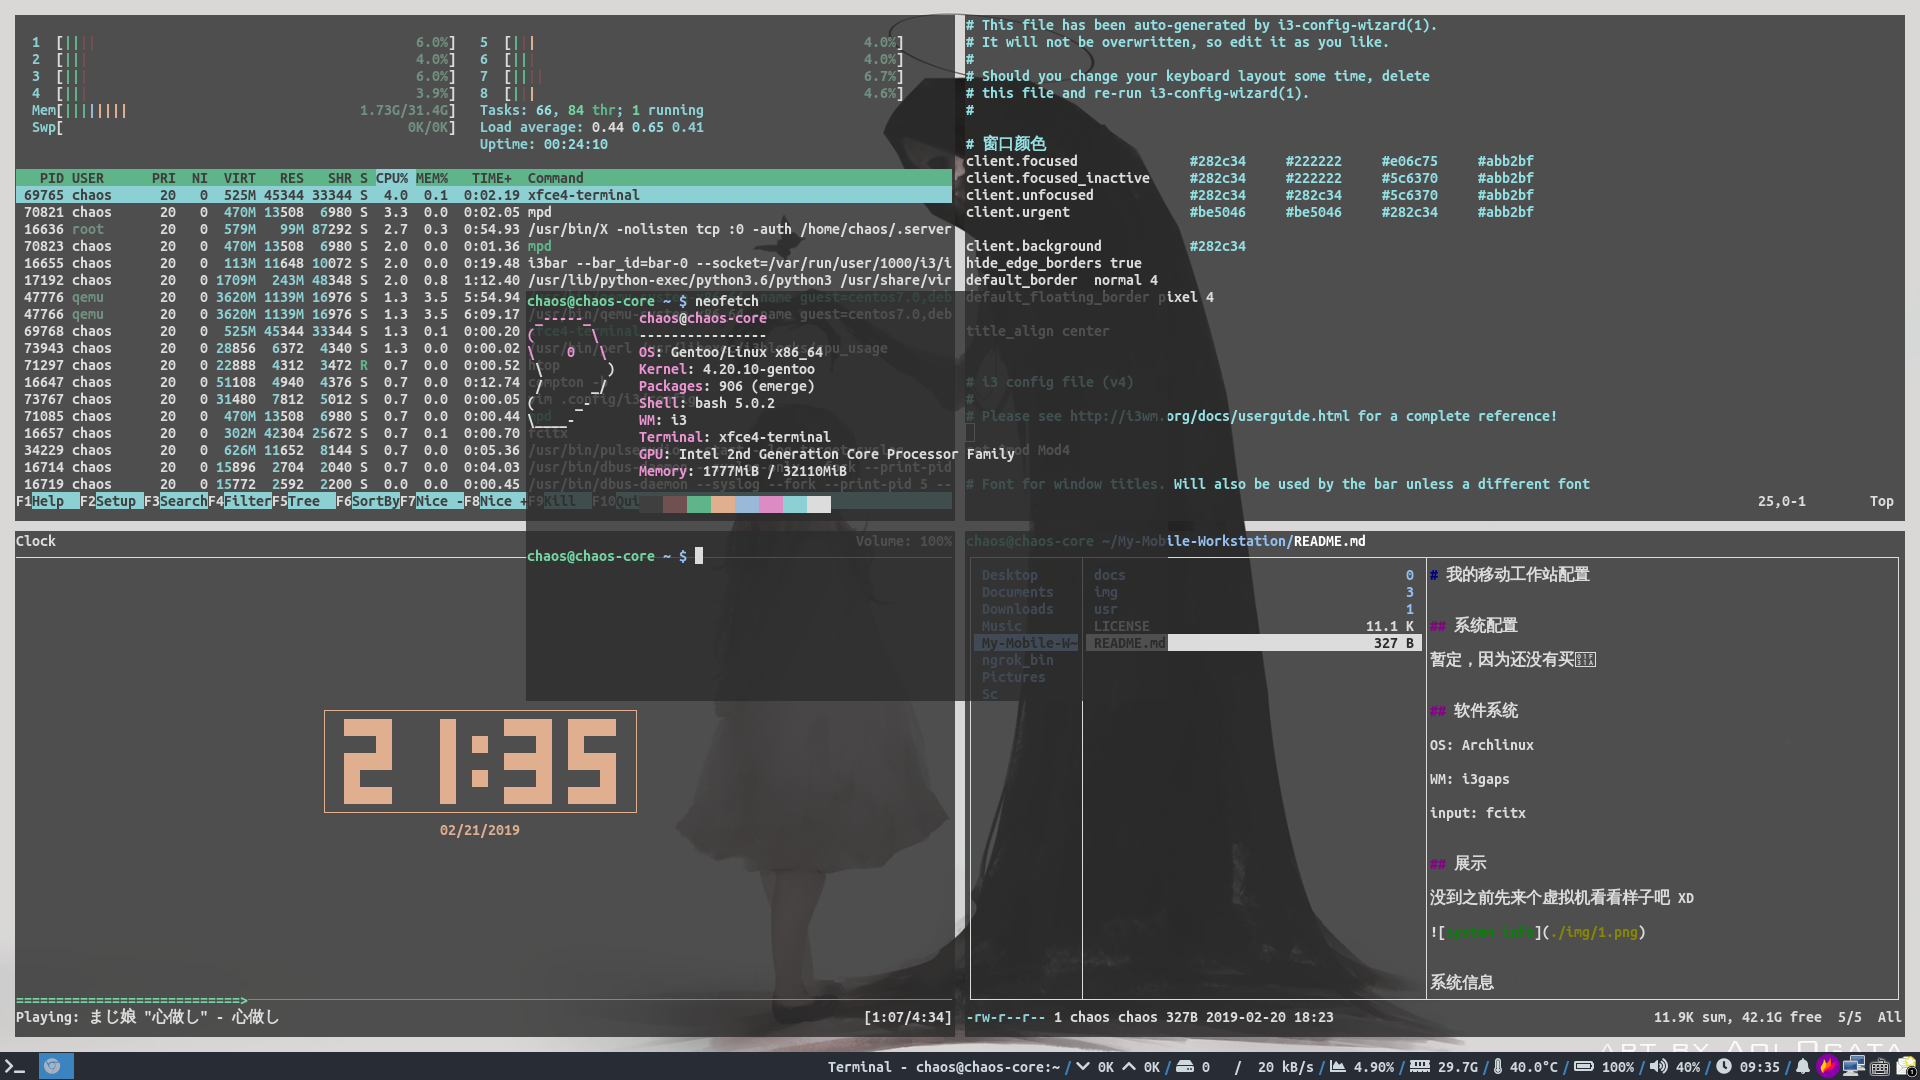 1 [|||| 6.0%] 5 [||| 4.0%]
2 [||| 4.0%] 6 [||| 4.0%]
3 [||| 6.0%] 7 [|||| 6.7%]
4 [||| 3.9%] 8 [||| 4.6%]
Mem[|||||||| 1.73G/31.4G] Tasks: 66, 84 thr; 1 running
Swp[ 0K/0K] Load average: 0.44 0.65 0.41
Uptime: 00:24:10
PID USER PRI NI VIRT RES SHR S CPU% MEM% TIME+ Command
69765 chaos 20 0 525M 45344 33344 S 4.0 0.1 0:02.19 xfce4-terminal
70821 chaos 20 0 470M 13508 6980 S 3.3 0.0 0:02.05 mpd
16636 root 20 0 579M 99M 87292 S 2.7 0.3 0:54.93 /usr/bin/X -nolisten tcp :0 -auth /home/chaos/.server
70823 chaos 20 0 470M 13508 6980 S 2.0 0.0 0:01.36 mpd
16655 chaos 20 0 113M 11648 10072 S 2.0 0.0 0:19.48 i3bar --bar_id=bar-0 --socket=/var/run/user/1000/i3/i
17192 chaos 20 0 1709M 243M 48348 S 2.0 0.8 1:12.40 /usr/lib/python-exec/python3.6/python3 /usr/share/vir
47776 qemu 20 0 3620M 1139M 16976 S 1.3 3.5 5:54.94
47766 qemu 20 0 3620M 1139M 16976 S 1.3 3.5 6:09.17 /usr/bin/qemu-system-x86_64 -name guest=centos7.0,deb
69768 chaos 20 0 525M 45344 33344 S 1.3 0.1 0:00.20 xfce4-terminal
73943 chaos 20 0 28856 6372 4340 S 1.3 0.0 0:00.02 /usr/bin/perl /usr/libexec/i3blocks/cpu_usage
71297 chaos 20 0 22888 4312 3472 R 0.7 0.0 0:00.52 htop
16647 chaos 20 0 51108 4940 4376 S 0.7 0.0 0:12.74 compton -b
73767 chaos 20 0 31480 7812 5012 S 0.7 0.0 0:00.05 vim .config/i3/config
71085 chaos 20 0 470M 13508 6980 S 0.7 0.0 0:00.44 mpd
16657 chaos 20 0 302M 42304 25672 S 0.7 0.1 0:00.70 fcitx
34229 chaos 20 0 626M 11652 8144 S 0.7 0.0 0:05.36
16714 chaos 20 0 15896 2704 2040 S 0.7 0.0 0:04.03
16719 chaos 20 0 15772 2592 2200 S 0.0 0.0 0:00.45 /usr/bin/dbus-daemon --syslog --fork --print-pid 5 --
F1Help F2Setup F3SearchF4FilterF5Tree F6SortByF7Nice -F8Nice +F9Kill F10Qui
chaos@chaos-core ~ $ neofetch
chaos@chaos-core
----------------
OS: Gentoo/Linux x86_64
Kernel: 4.20.10-gentoo
Packages: 906 (emerge)
Shell: bash 5.0.2
WM: i3
Terminal: xfce4-terminal
GPU: Intel 2nd Generation Core Processor Family
Memory: 1777MiB / 32110MiB
chaos@chaos-core ~ $
# This file has been auto-generated by i3-config-wizard(1).
# It will not be overwritten, so edit it as you like.
#
# Should you change your keyboard layout some time, delete
# this file and re-run i3-config-wizard(1).
#
# 窗口颜色
client.focused #282c34 #222222 #e06c75 #abb2bf
client.focused_inactive #282c34 #222222 #5c6370 #abb2bf
client.unfocused #282c34 #282c34 #5c6370 #abb2bf
client.urgent #be5046 #be5046 #282c34 #abb2bf
client.background #282c34
hide_edge_borders true
default_border normal 4
default_floating_border pixel 4
title_align center
# i3 config file (v4)
#
# Please see http://i3wm.org/docs/userguide.html for a complete reference!
set $mod Mod4
# Font for window titles. Will also be used by the bar unless a different font
25,0-1 Top
Clock Volume: 100%
21:35
02/21/2019
============================>
Playing: まじ娘 "心做し" - 心做し [1:07/4:34]
chaos@chaos-core ~/My-Mobile-Workstation/README.md
Desktop
Documents
Downloads
Music
My-Mobile-W~
ngrok_bin
Pictures
Sc
docs 0
img 3
usr 1
LICENSE 11.1 K
README.md 327 B
# 我的移动工作站配置
## 系统配置
暂定，因为还没有买
## 软件系统
OS: Archlinux
WM: i3gaps
input: fcitx
## 展示
没到之前先来个虚拟机看看样子吧 XD
![system info](./img/1.png)
系统信息
-rw-r--r-- 1 chaos chaos 327B 2019-02-20 18:23 11.9K sum, 42.1G free 5/5 All
Terminal - chaos@chaos-core:~ / 0K 0K / 0 / 20 kB/s / 4.90% / 29.7G / 40.0°C / 100% / 40% / 09:35 /